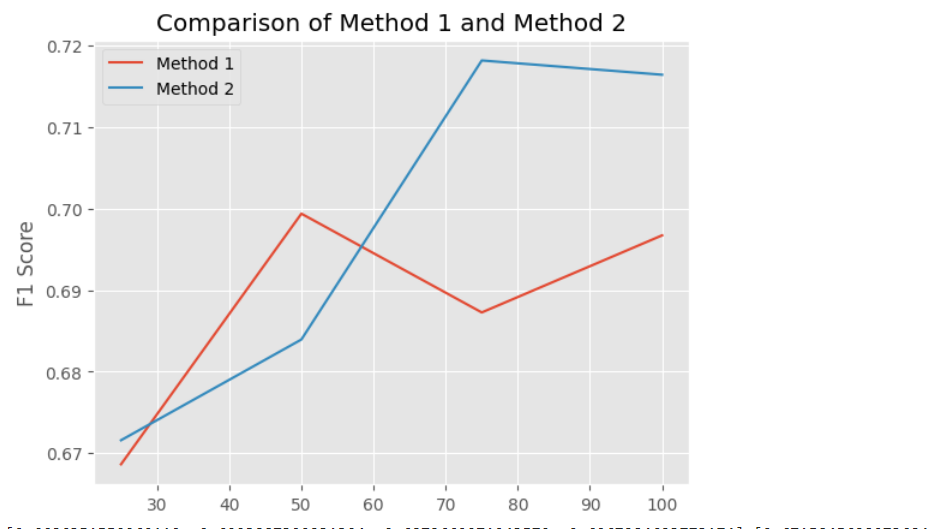 Comparison of Method 1 and Method 2
0.72
Method 1
Method 2
0.71
0.70
F1 Score
0.69
0.68
0.67
30 40 50 60 70 80 90 100